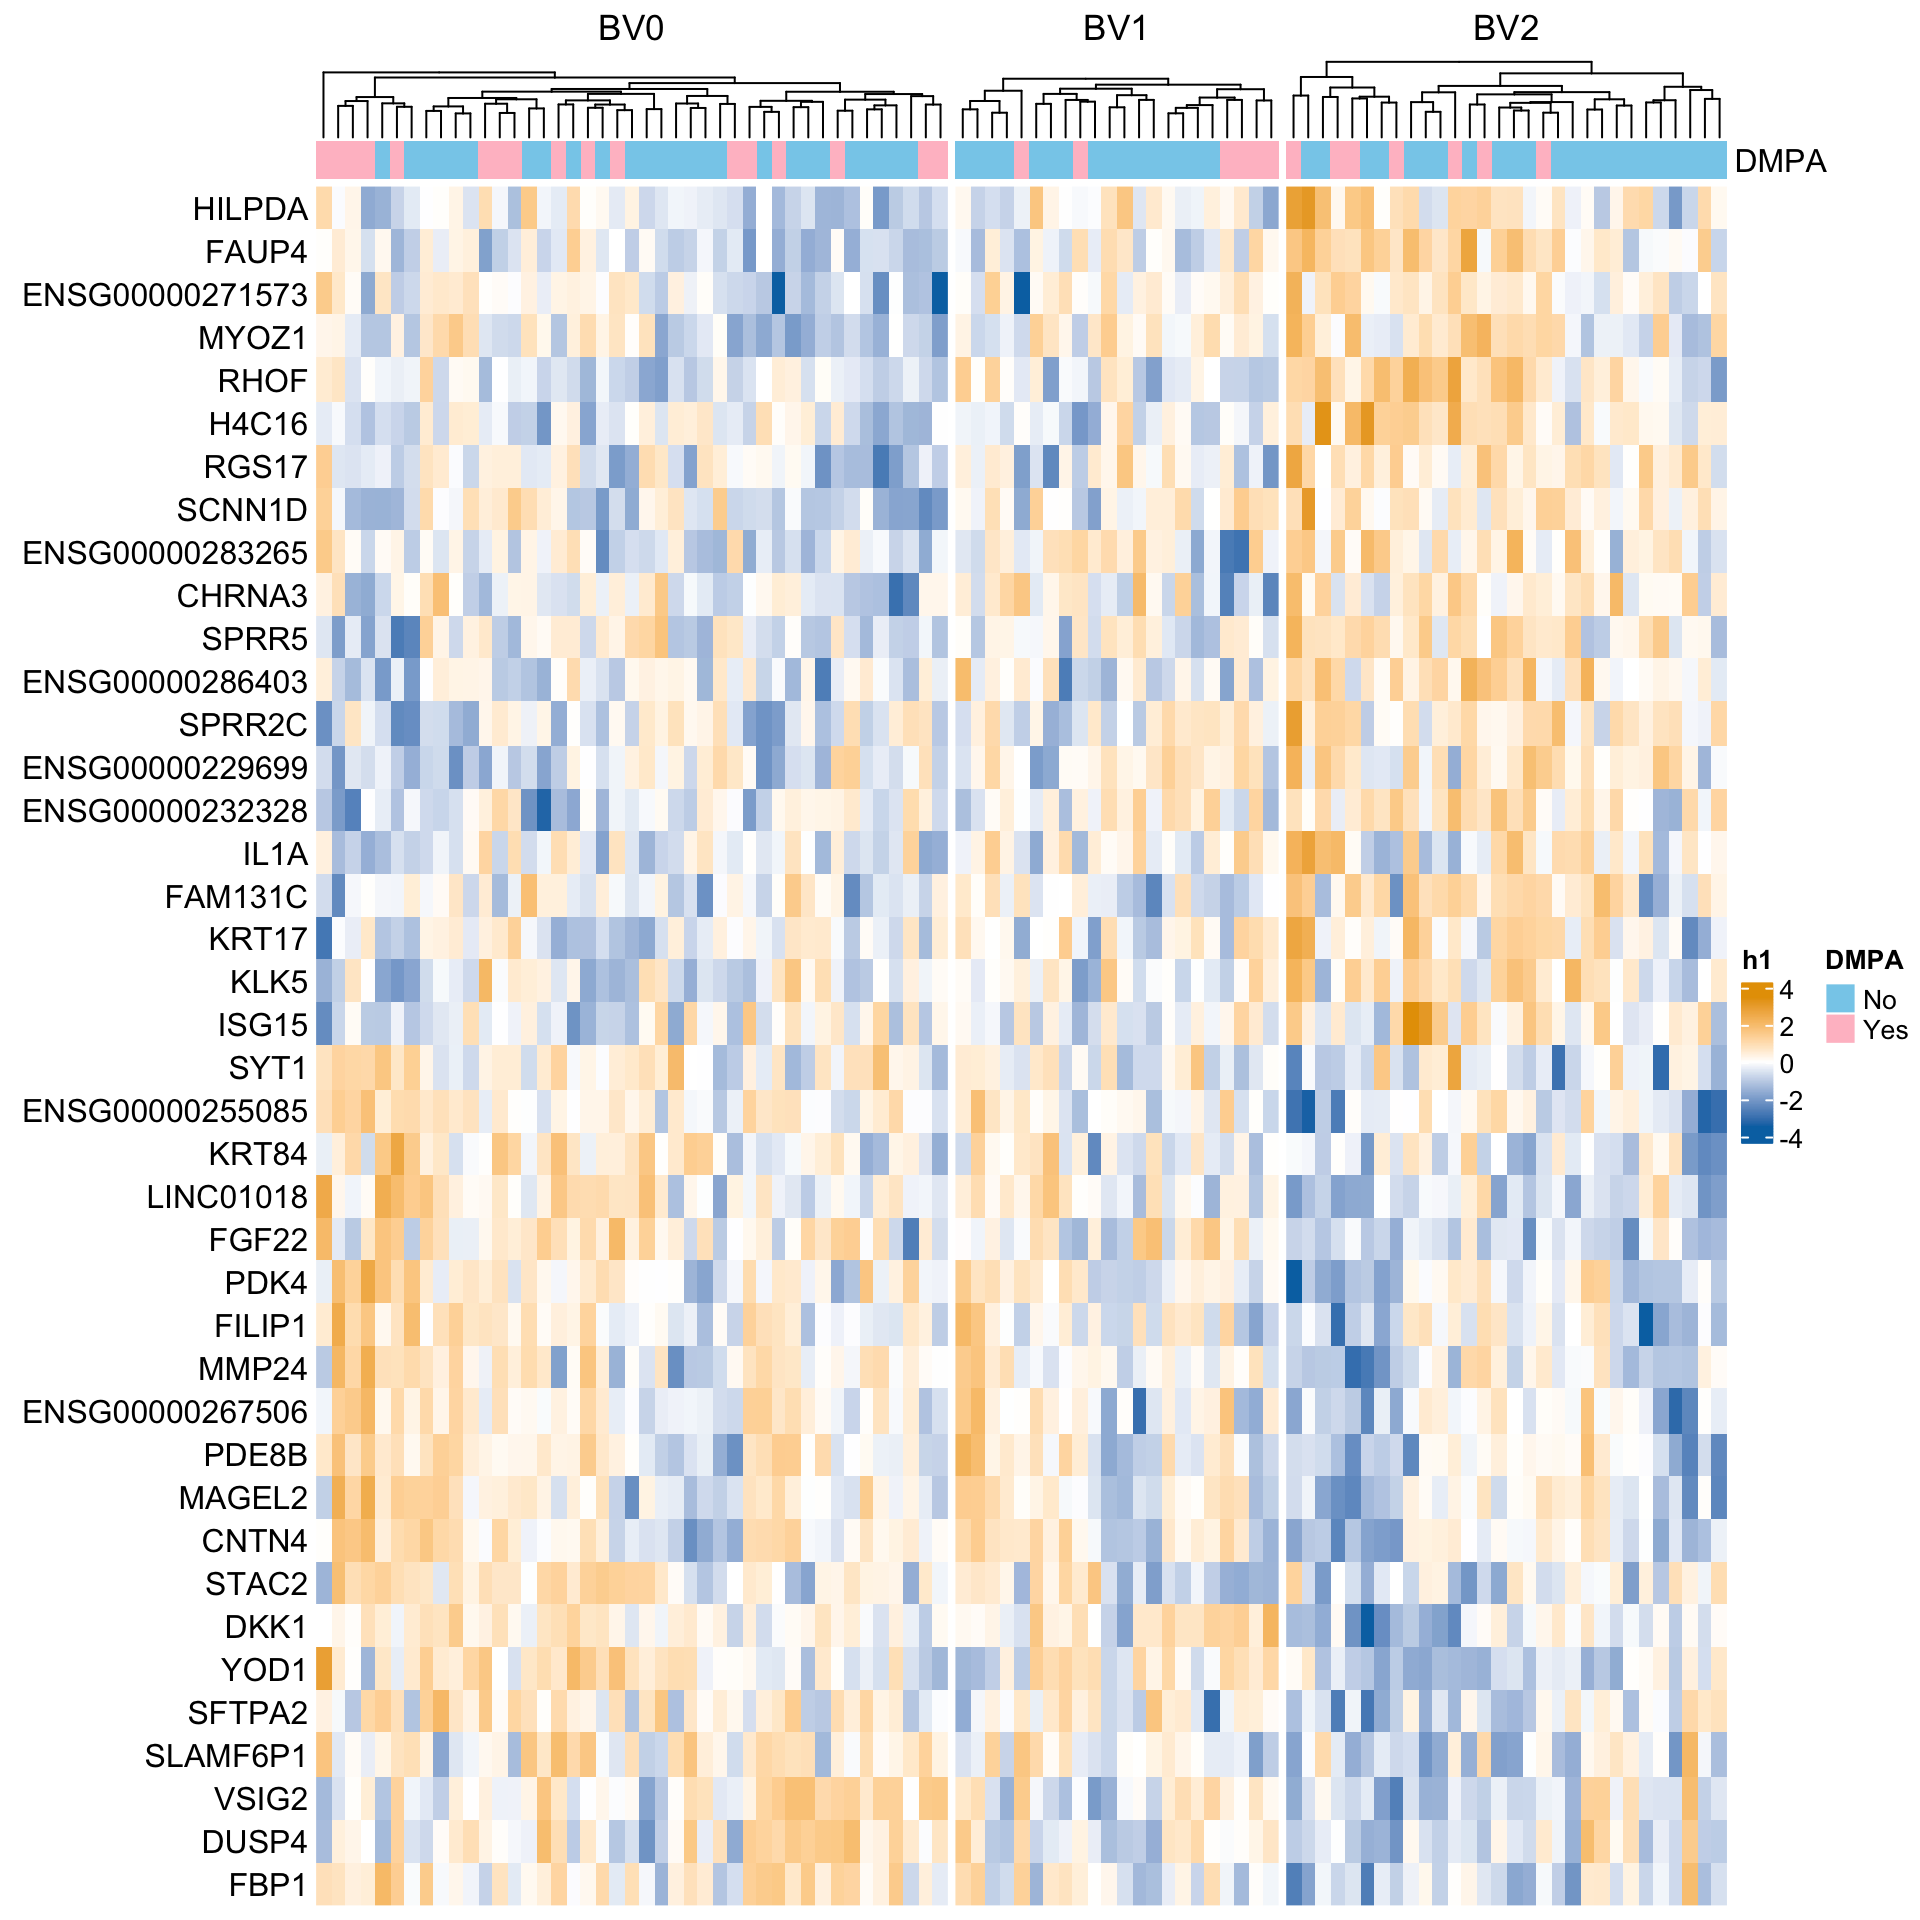 BV0 BV1 BV2
DMPA
HILPDA
FAUP4
ENSG00000271573
MYOZ1
RHOF
H4C16
RGS17
SCNN1D
ENSG00000283265
CHRNA3
SPRR5
ENSG00000286403
SPRR2C
ENSG00000229699
ENSG00000232328
IL1A
FAM131C
KRT17
KLK5
ISG15
SYT1
ENSG00000255085
KRT84
LINC01018
FGF22
PDK4
FILIP1
MMP24
ENSG00000267506
PDE8B
MAGEL2
CNTN4
STAC2
DKK1
YOD1
SFTPA2
SLAMF6P1
VSIG2
DUSP4
FBP1
h1
4
2
0
-2
-4
DMPA
No
Yes